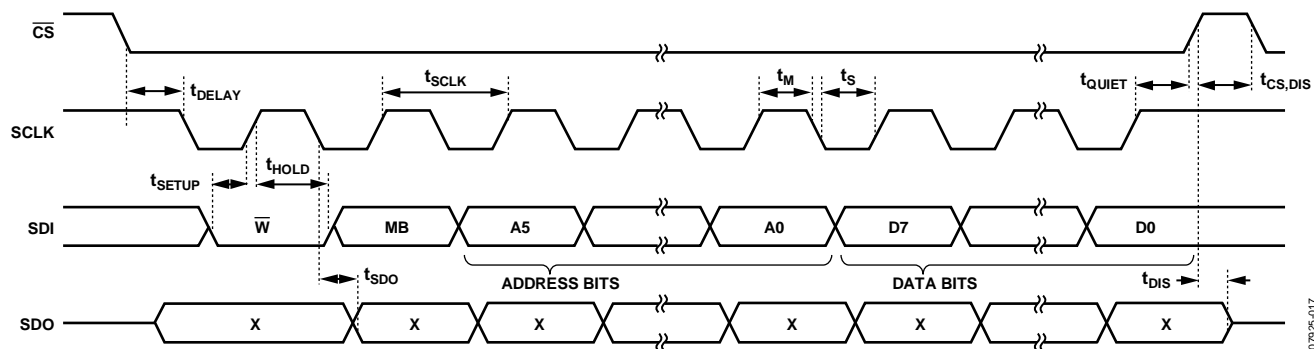 CS
tDELAY
tSCLK
tM
tS
tQUIET
tCS,DIS
SCLK
tSETUP
tHOLD
SDI
W
MB
A5
A0
D7
D0
tSDO
ADDRESS BITS
DATA BITS
tDIS
SDO
X
X
X
X
X
X
07925-017